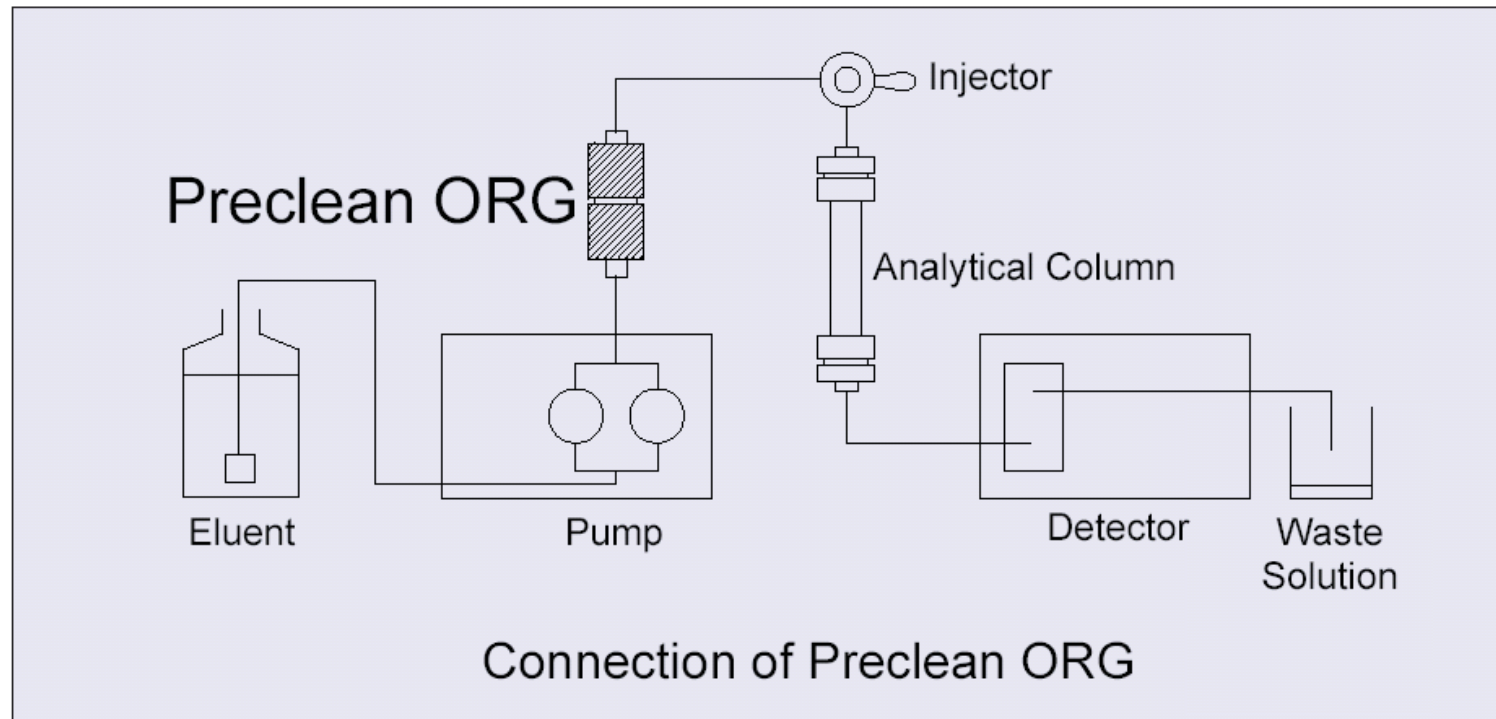 Injector
Preclean ORG
Analytical Column
Eluent
Pump
Detector
Waste
Solution
Connection of Preclean ORG